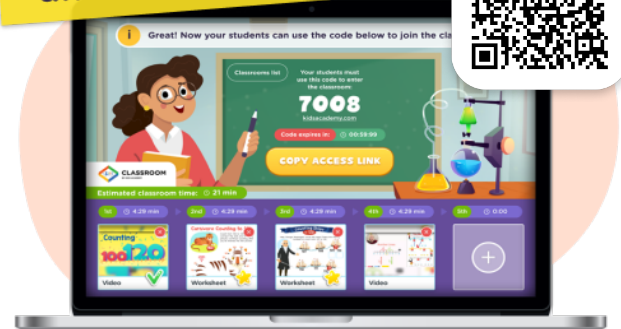 i
Great! Now your students can use the code below to join the cla
Classrooms list
Your students must
use this code to enter
the classroom:
7008
kidsacademy.com
Code expires in:
00:59:99
COPY ACCESS LINK
CLASSROOM
Estimated classroom time: 21 min
1st 4:29 min
2nd 4:29 min
3rd 4:29 min
4th 4:29 min
5th 0:00
Counting
100 120
Video
Worksheet
Worksheet
Video